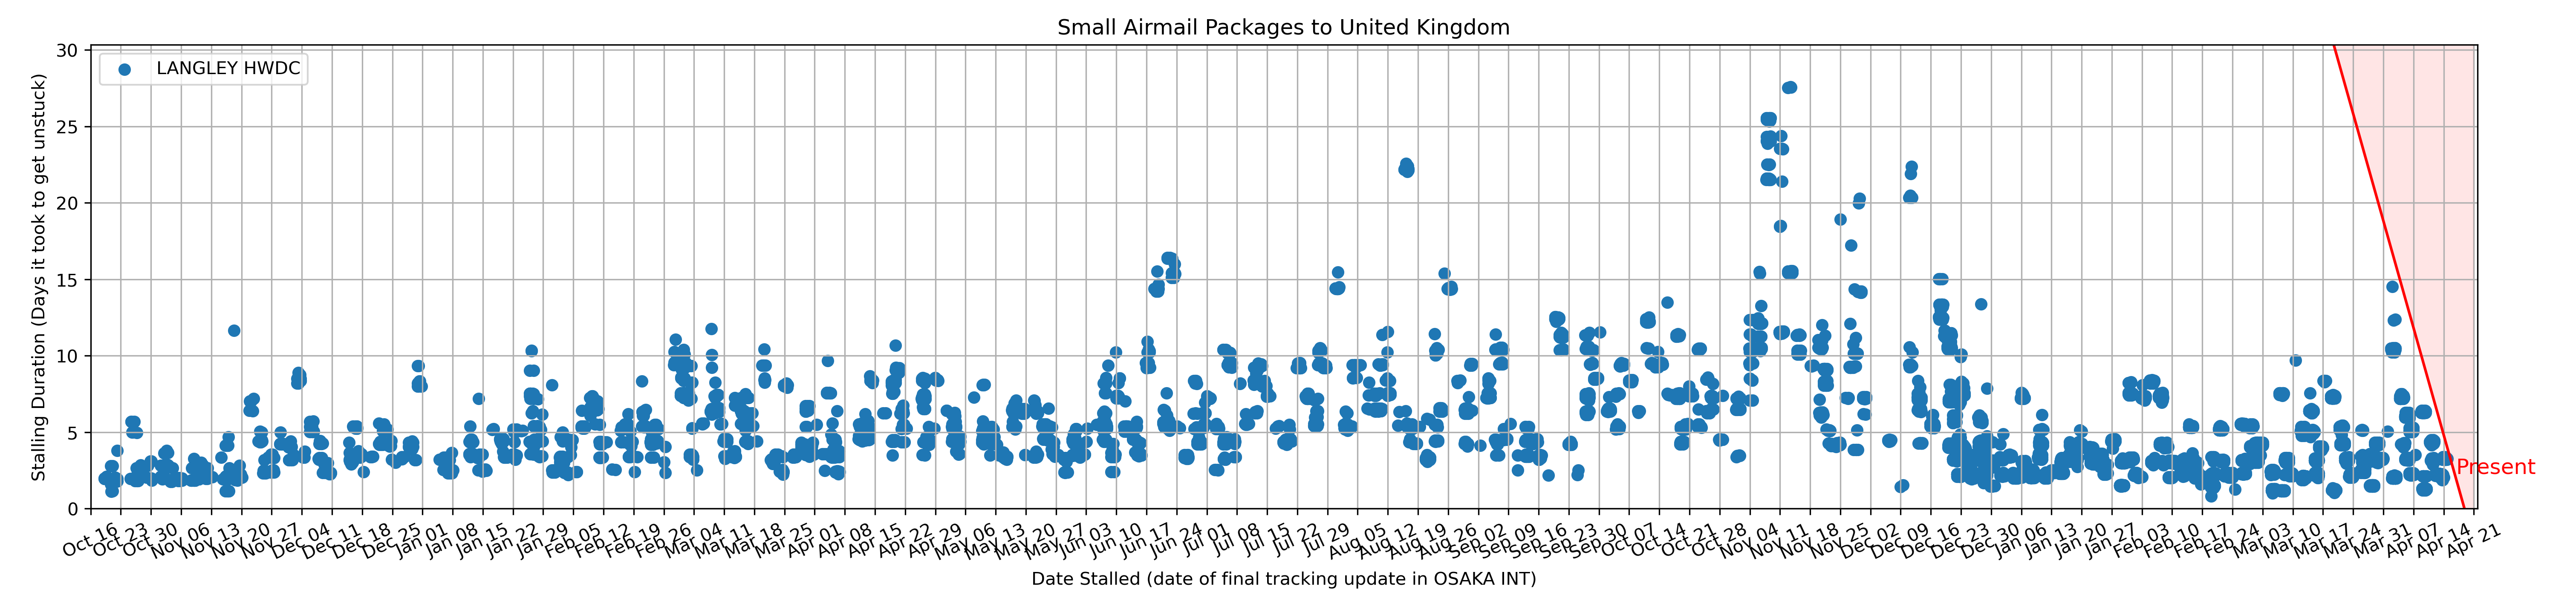 Small Airmail Packages to United Kingdom
LANGLEY HWDC
Stalling Duration (Days it took to get unstuck)
30
25
20
15
10
5
0
Present
Oct 16
Oct 23
Oct 30
Nov 06
Nov 13
Nov 20
Nov 27
Dec 04
Dec 11
Dec 18
Dec 25
Jan 01
Jan 08
Jan 15
Jan 22
Jan 29
Feb 05
Feb 12
Feb 19
Feb 26
Mar 04
Mar 11
Mar 18
Mar 25
Apr 01
Apr 08
Apr 15
Apr 22
Apr 29
May 06
May 13
May 20
May 27
Jun 03
Jun 10
Jun 17
Jun 24
Jul 01
Jul 08
Jul 15
Jul 22
Jul 29
Aug 05
Aug 12
Aug 19
Aug 26
Sep 02
Sep 09
Sep 16
Sep 23
Sep 30
Oct 07
Oct 14
Oct 21
Oct 28
Nov 04
Nov 11
Nov 18
Nov 25
Dec 02
Dec 09
Dec 16
Dec 23
Dec 30
Jan 06
Jan 13
Jan 20
Jan 27
Feb 03
Feb 10
Feb 17
Feb 24
Mar 03
Mar 10
Mar 17
Mar 24
Mar 31
Apr 07
Apr 14
Apr 21
Date Stalled (date of final tracking update in OSAKA INT)